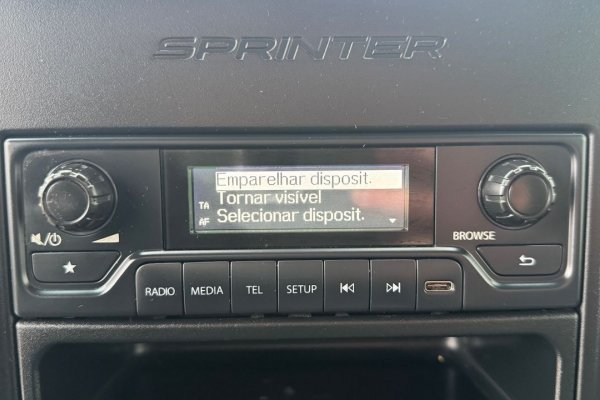 SPRINTER
Emparelhar disposit.
Tornar visível
TA
AF Selecionar disposit.
BROWSE
RADIO MEDIA TEL SETUP